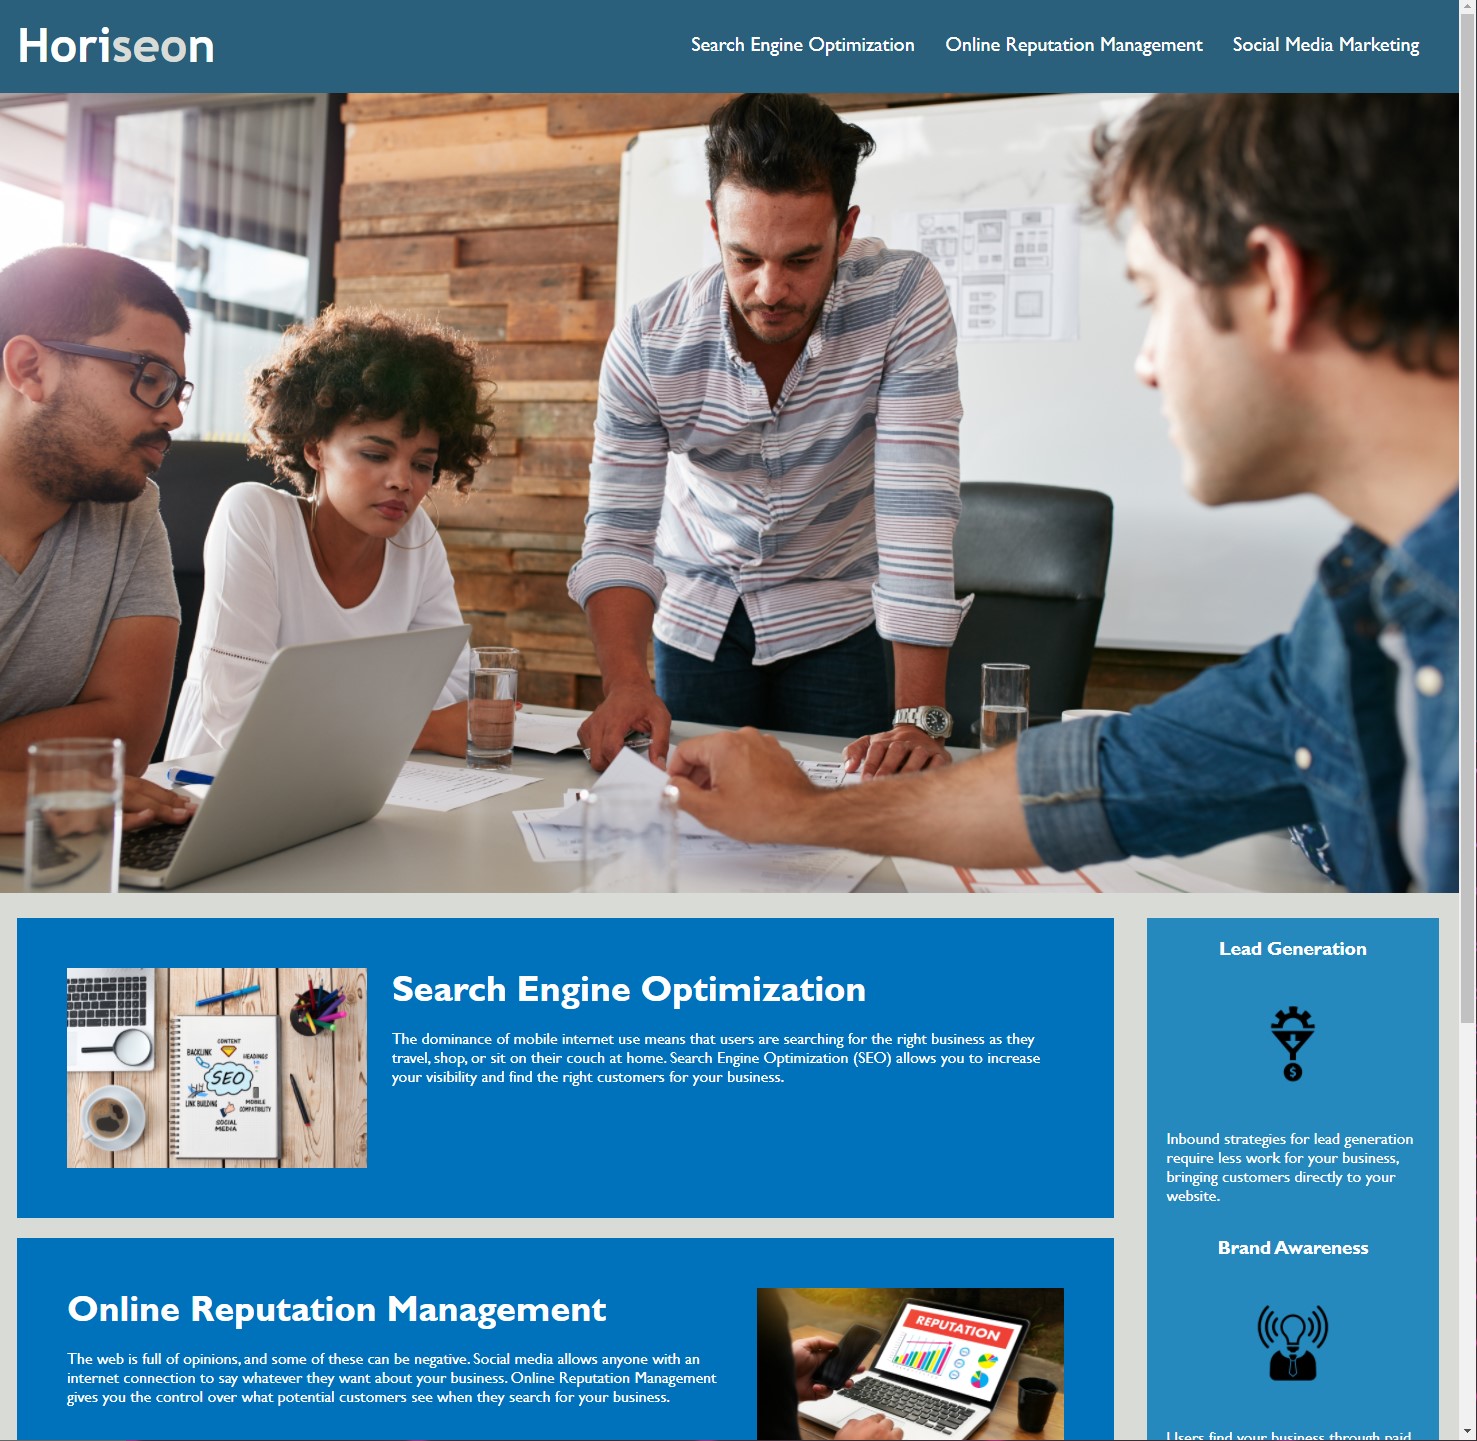 Horiseon
Search Engine Optimization
Online Reputation Management
Social Media Marketing
CONTENT
BACKLINK
HEADINGS
SEO
LINK BUILDING
MOBILE
COMPATIBILITY
SOCIAL
MEDIA
Search Engine Optimization
The dominance of mobile internet use means that users are searching for the right business as they
travel, shop, or sit on their couch at home. Search Engine Optimization (SEO) allows you to increase
your visibility and find the right customers for your business.
Online Reputation Management
The web is full of opinions, and some of these can be negative. Social media allows anyone with an
internet connection to say whatever they want about your business. Online Reputation Management
gives you the control over what potential customers see when they search for your business.
REPUTATION
Lead Generation
$
Inbound strategies for lead generation
require less work for your business,
bringing customers directly to your
website.
Brand Awareness
Users find your business through paid